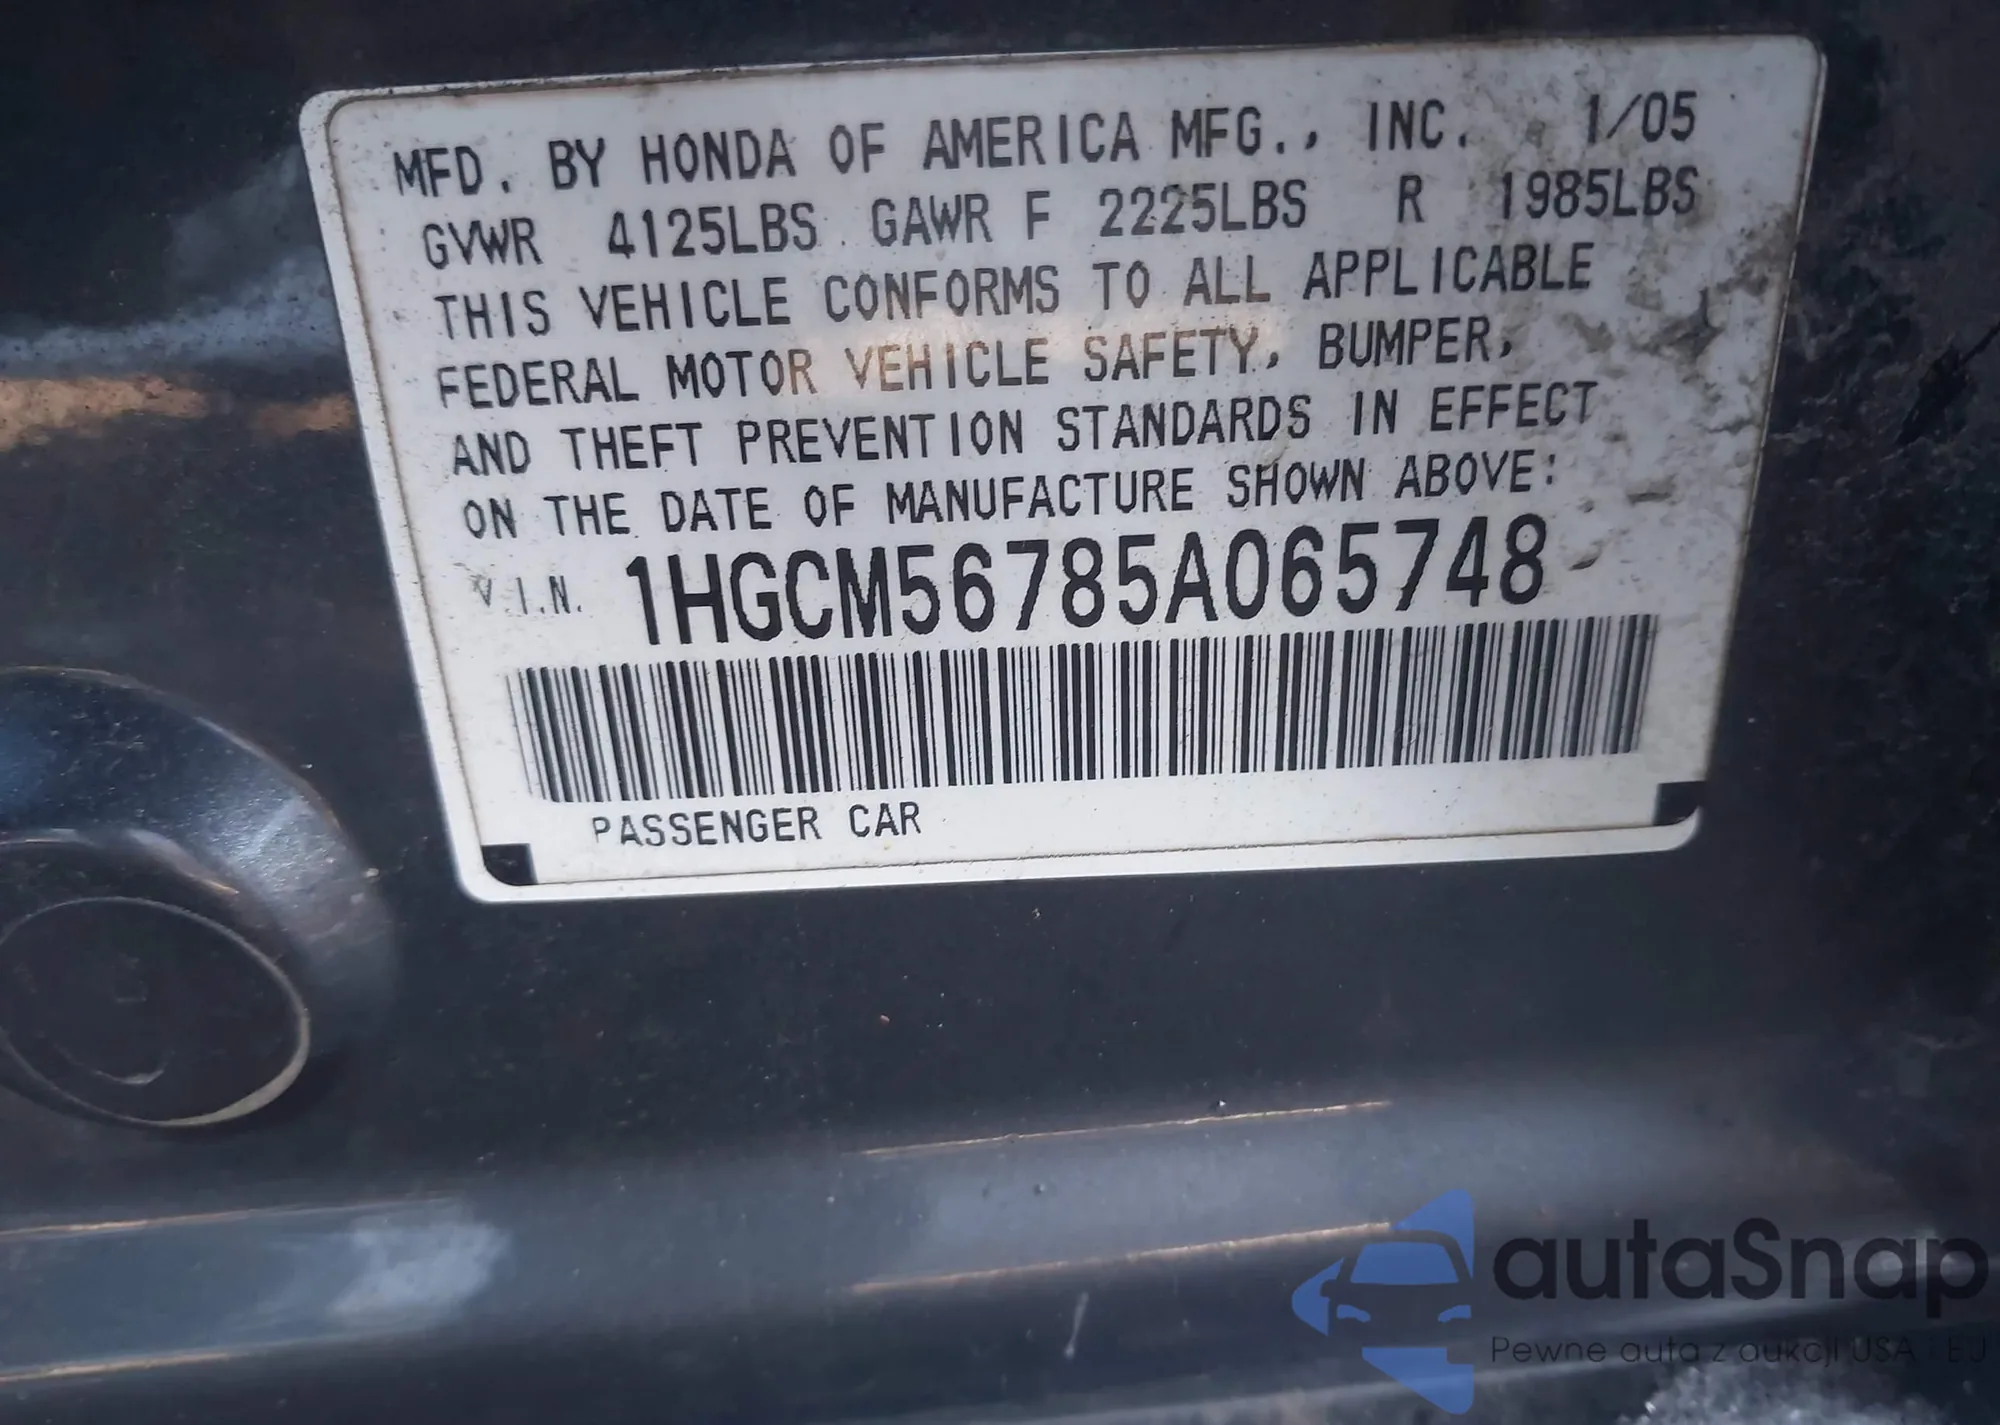 MFD. BY HONDA OF AMERICA MFG., INC. 1/05
GVWR 4125LBS GAWR F 2225LBS R 1985LBS
THIS VEHICLE CONFORMS TO ALL APPLICABLE
FEDERAL MOTOR VEHICLE SAFETY, BUMPER,
AND THEFT PREVENTION STANDARDS IN EFFECT
ON THE DATE OF MANUFACTURE SHOWN ABOVE:
V.I.N. 1HGCM56785A065748
PASSENGER CAR
autaSnap
Pewne auta z aukcji USA i EU